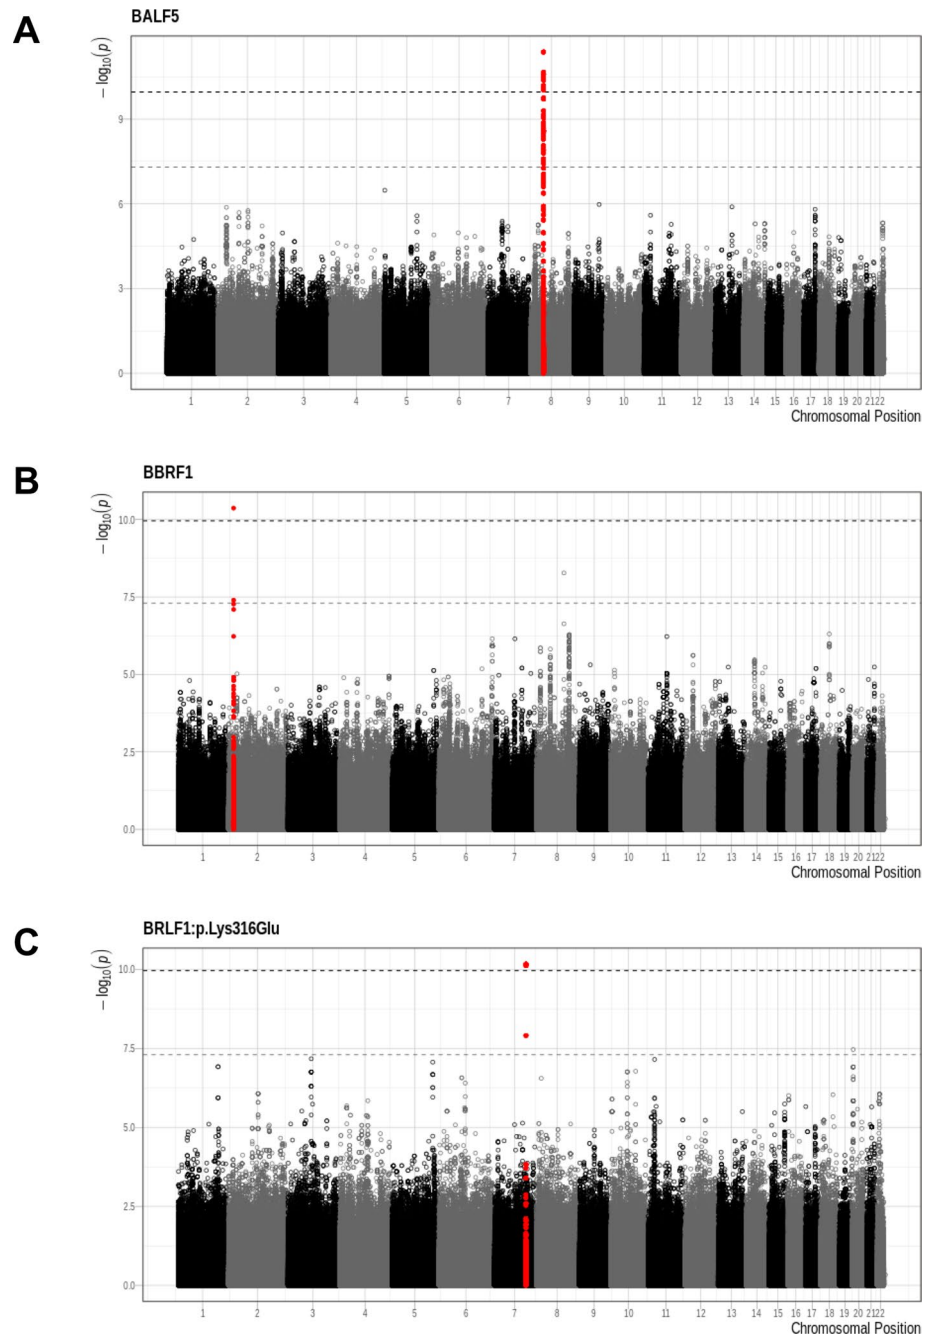 A
BALF5
− log10(p)
9
6
3
0
1 2 3 4 5 6 7 8 9 10 11 12 13 14 15 16 17 18 19 20 21 22
Chromosomal Position
B
BBRF1
− log10(p)
10.0
7.5
5.0
2.5
0.0
1 2 3 4 5 6 7 8 9 10 11 12 13 14 15 16 17 18 19 20 21 22
Chromosomal Position
C
BRLF1:p.Lys316Glu
− log10(p)
10.0
7.5
5.0
2.5
0.0
1 2 3 4 5 6 7 8 9 10 11 12 13 14 15 16 17 18 19 20 21 22
Chromosomal Position